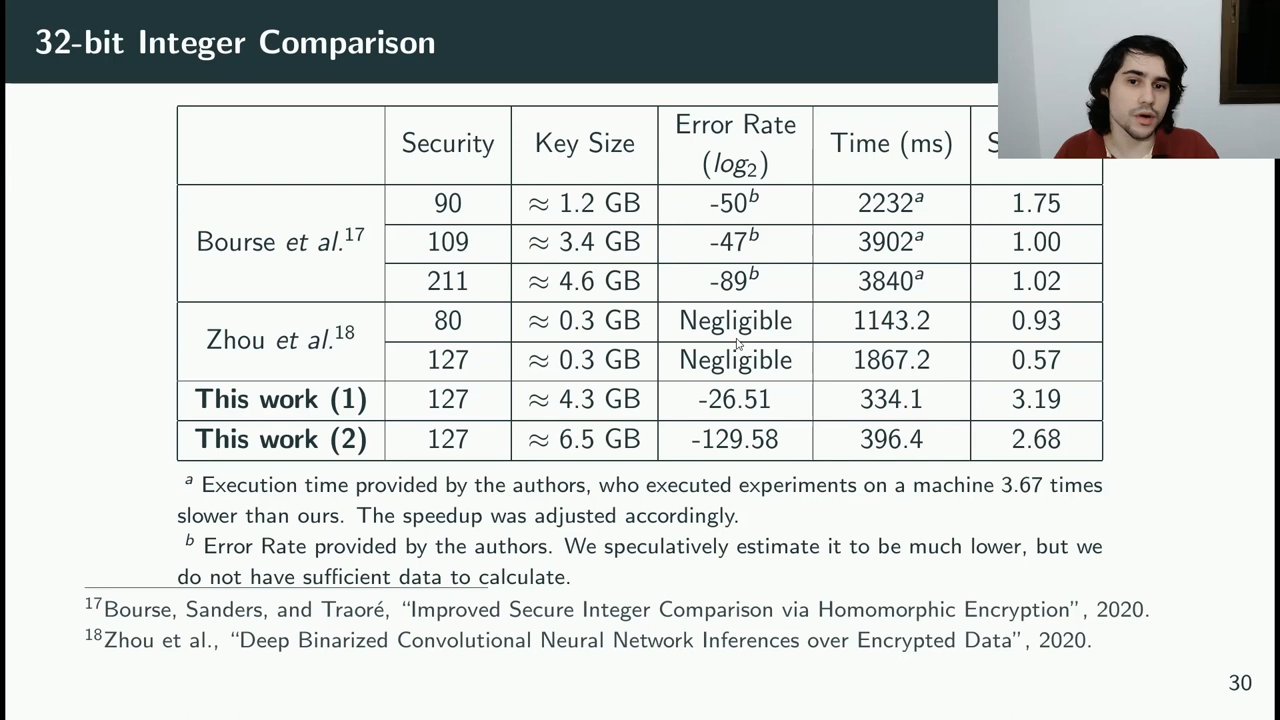 32-bit Integer Comparison
Security Key Size Error Rate (log₂) Time (ms)
Bourse et al.¹⁷
90 ≈ 1.2 GB -50ᵇ 2232ᵃ 1.75
109 ≈ 3.4 GB -47ᵇ 3902ᵃ 1.00
211 ≈ 4.6 GB -89ᵇ 3840ᵃ 1.02
Zhou et al.¹⁸
80 ≈ 0.3 GB Negligible 1143.2 0.93
127 ≈ 0.3 GB Negligible 1867.2 0.57
This work (1) 127 ≈ 4.3 GB -26.51 334.1 3.19
This work (2) 127 ≈ 6.5 GB -129.58 396.4 2.68
ᵃ Execution time provided by the authors, who executed experiments on a machine 3.67 times
slower than ours. The speedup was adjusted accordingly.
ᵇ Error Rate provided by the authors. We speculatively estimate it to be much lower, but we
do not have sufficient data to calculate.
¹⁷Bourse, Sanders, and Traoré, “Improved Secure Integer Comparison via Homomorphic Encryption”, 2020.
¹⁸Zhou et al., “Deep Binarized Convolutional Neural Network Inferences over Encrypted Data”, 2020.
30